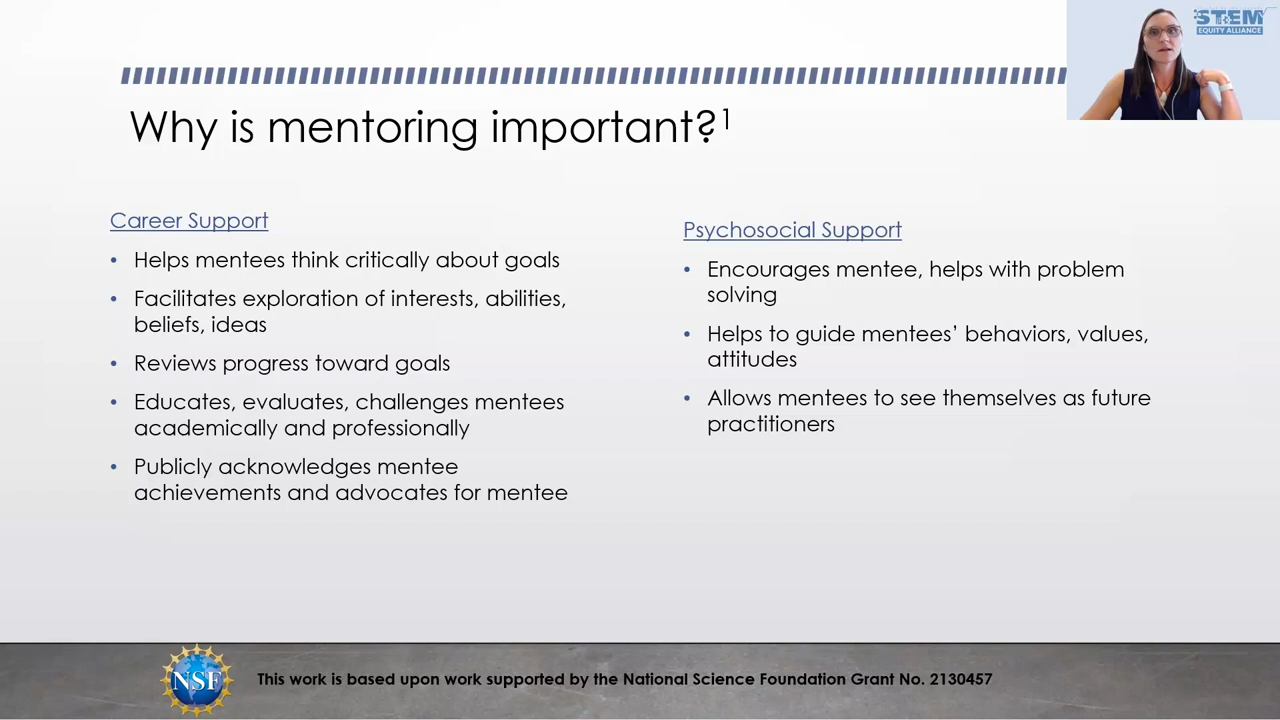 STEM
EQUITY ALLIANCE
Why is mentoring important?1
Career Support
• Helps mentees think critically about goals
• Facilitates exploration of interests, abilities,
beliefs, ideas
• Reviews progress toward goals
• Educates, evaluates, challenges mentees
academically and professionally
• Publicly acknowledges mentee
achievements and advocates for mentee
Psychosocial Support
• Encourages mentee, helps with problem
solving
• Helps to guide mentees’ behaviors, values,
attitudes
• Allows mentees to see themselves as future
practitioners
NSF
This work is based upon work supported by the National Science Foundation Grant No. 2130457